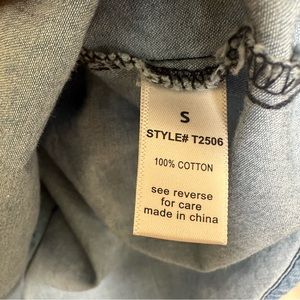 S
STYLE# T2506
100% COTTON
see reverse
for care
made in china